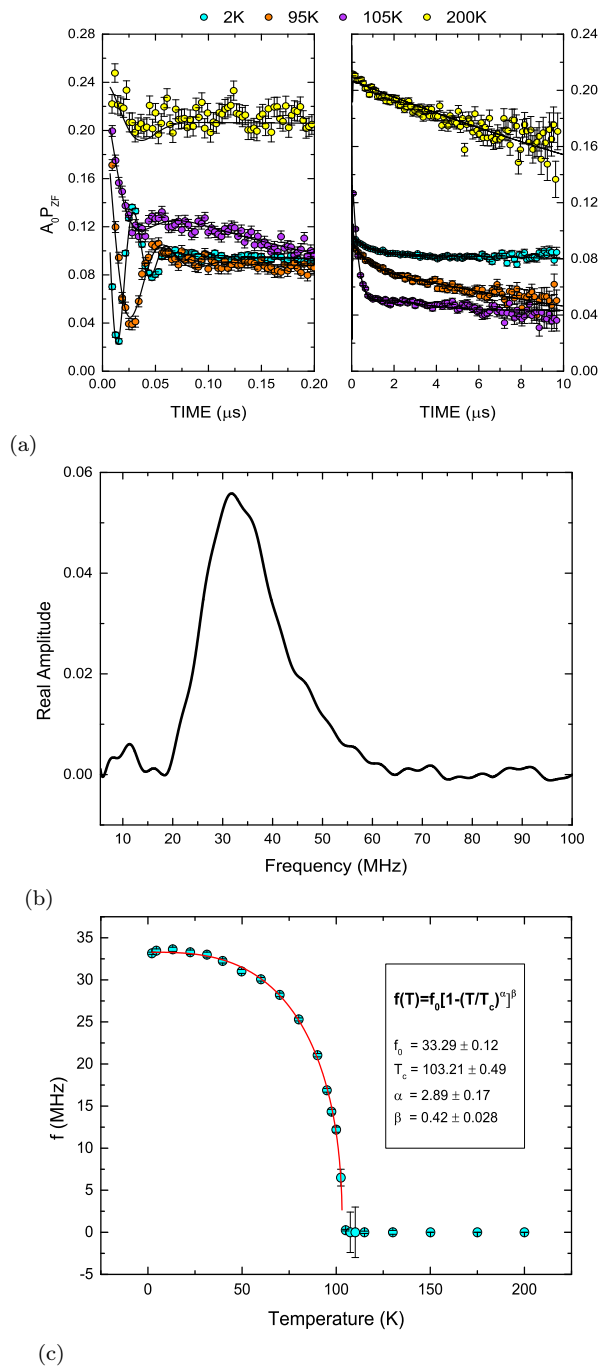 2K 95K 105K 200K
0.28
0.24
0.20
0.16
0.12
0.08
0.04
0.00
A₀P_ZF
0.00 0.05 0.10 0.15 0.20
TIME (μs)
0.24
0.20
0.16
0.12
0.08
0.04
0.00
0 2 4 6 8 10
TIME (μs)
(a)
0.06
0.04
0.02
0.00
Real Amplitude
10 20 30 40 50 60 70 80 90 100
Frequency (MHz)
(b)
35
30
25
20
15
10
5
0
-5
f (MHz)
f(T)=f₀[1-(T/T_c)^α]^β
f₀ = 33.29 ± 0.12
T_c = 103.21 ± 0.49
α = 2.89 ± 0.17
β = 0.42 ± 0.028
0 50 100 150 200
Temperature (K)
(c)